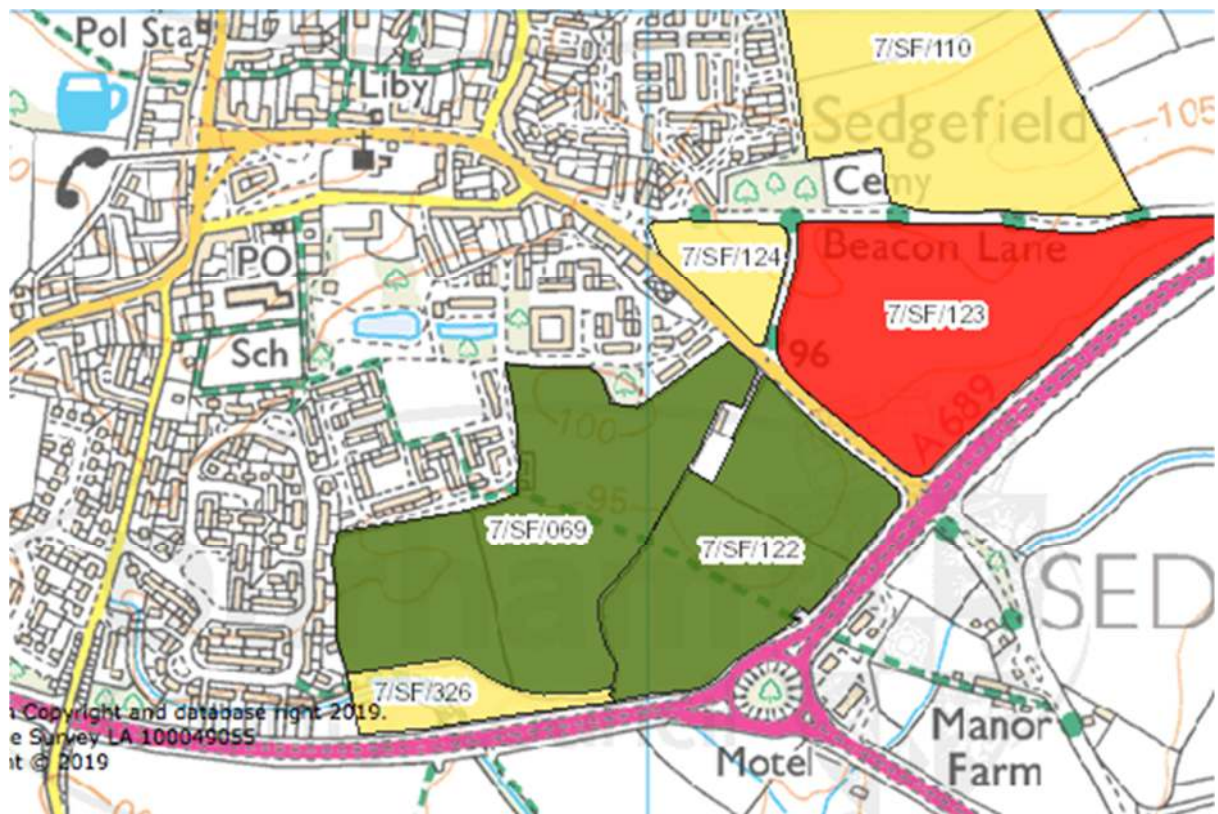 Pol Sta
Liby
7/SF/110
105
Sedgefield
Cemy
7/SF/124
Beacon Lane
PO
7/SF/123
Sch
96
100
A 689
95
7/SF/069
7/SF/122
SED
7/SF/326
Copyright and database right 2019.
e Survey LA 100049055
nt © 2019
Manor
Farm
Motel